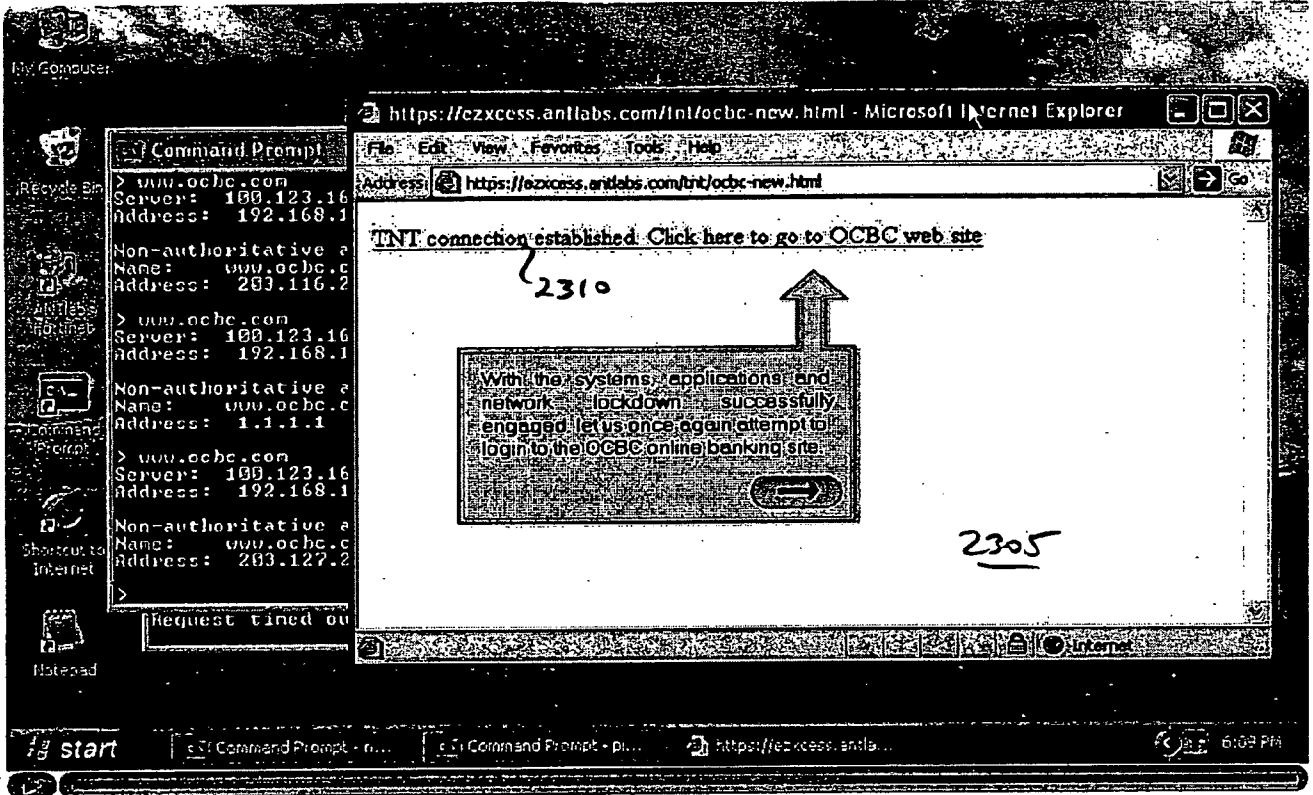 My Computer
Recycle Bin
Command Prompt
Shortcut to
Internet
Notepad
Command Prompt
> www.ocbc.com
Server: 100.123.16
Address: 192.168.1
Non-authoritative a
Name: www.ocbc.c
Address: 203.116.2
> www.ocbc.com
Server: 100.123.16
Address: 192.168.1
Non-authoritative a
Name: www.ocbc.c
Address: 1.1.1.1
> www.ocbc.com
Server: 100.123.16
Address: 192.168.1
Non-authoritative a
Name: www.ocbc.c
Address: 203.127.2
>
Request timed ou
https://ezxcess.antlabs.com/tnt/ocbc-new.html - Microsoft Internet Explorer
File Edit View Favorites Tools Help
Address https://ezxcess.antlabs.com/tnt/ocbc-new.html Go
TNT connection established. Click here to go to OCBC web site
2310
With the systems, applications and
network lockdown successfully
engaged let us once again attempt to
login to the OCBC online banking site.
2305
Internet
start Command Prompt - n... Command Prompt - pi... https://ezxcess.antla... 6:09 PM